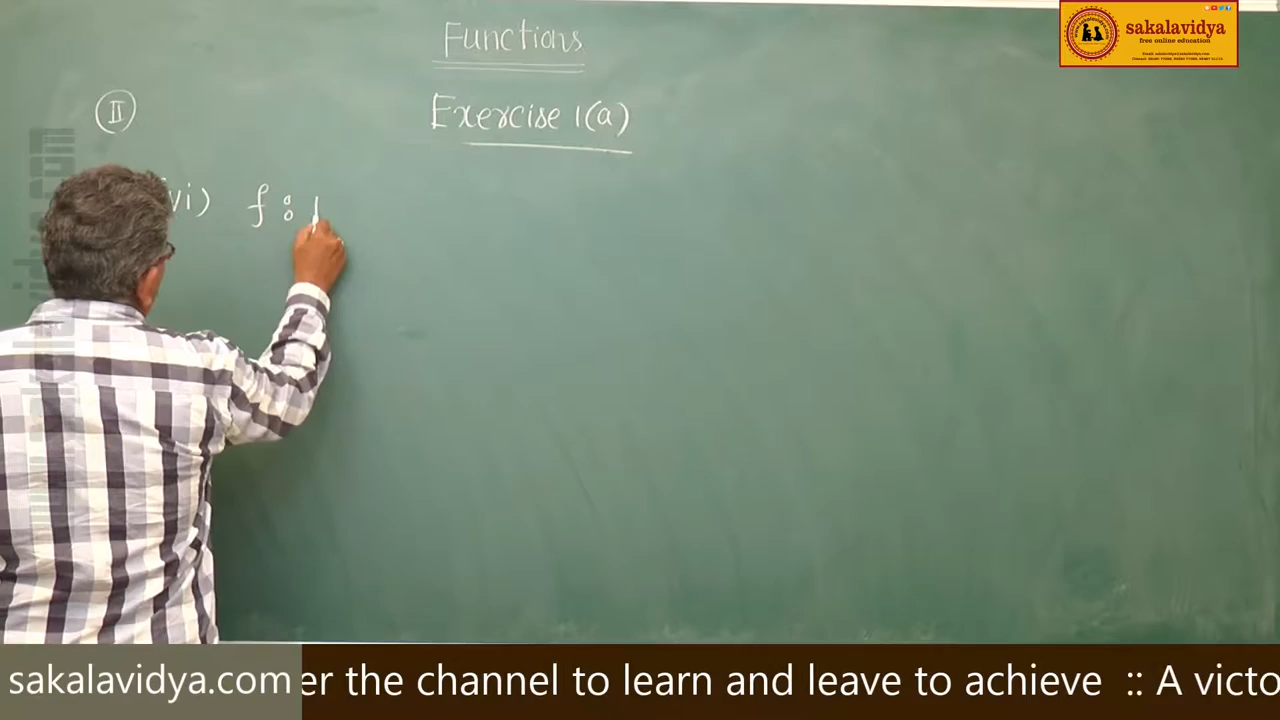 Functions
sakalavidya
free online education
Exercise 1(a)
II
vi) f :
sakalavidya.com
er the channel to learn and leave to achieve :: A victo